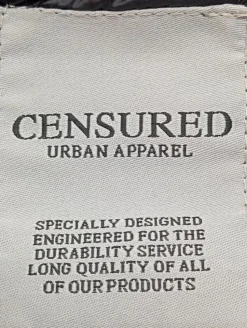 CENSURED
URBAN APPAREL
SPECIALLY DESIGNED
ENGINEERED FOR THE
DURABILITY SERVICE
LONG QUALITY OF ALL
OF OUR PRODUCTS